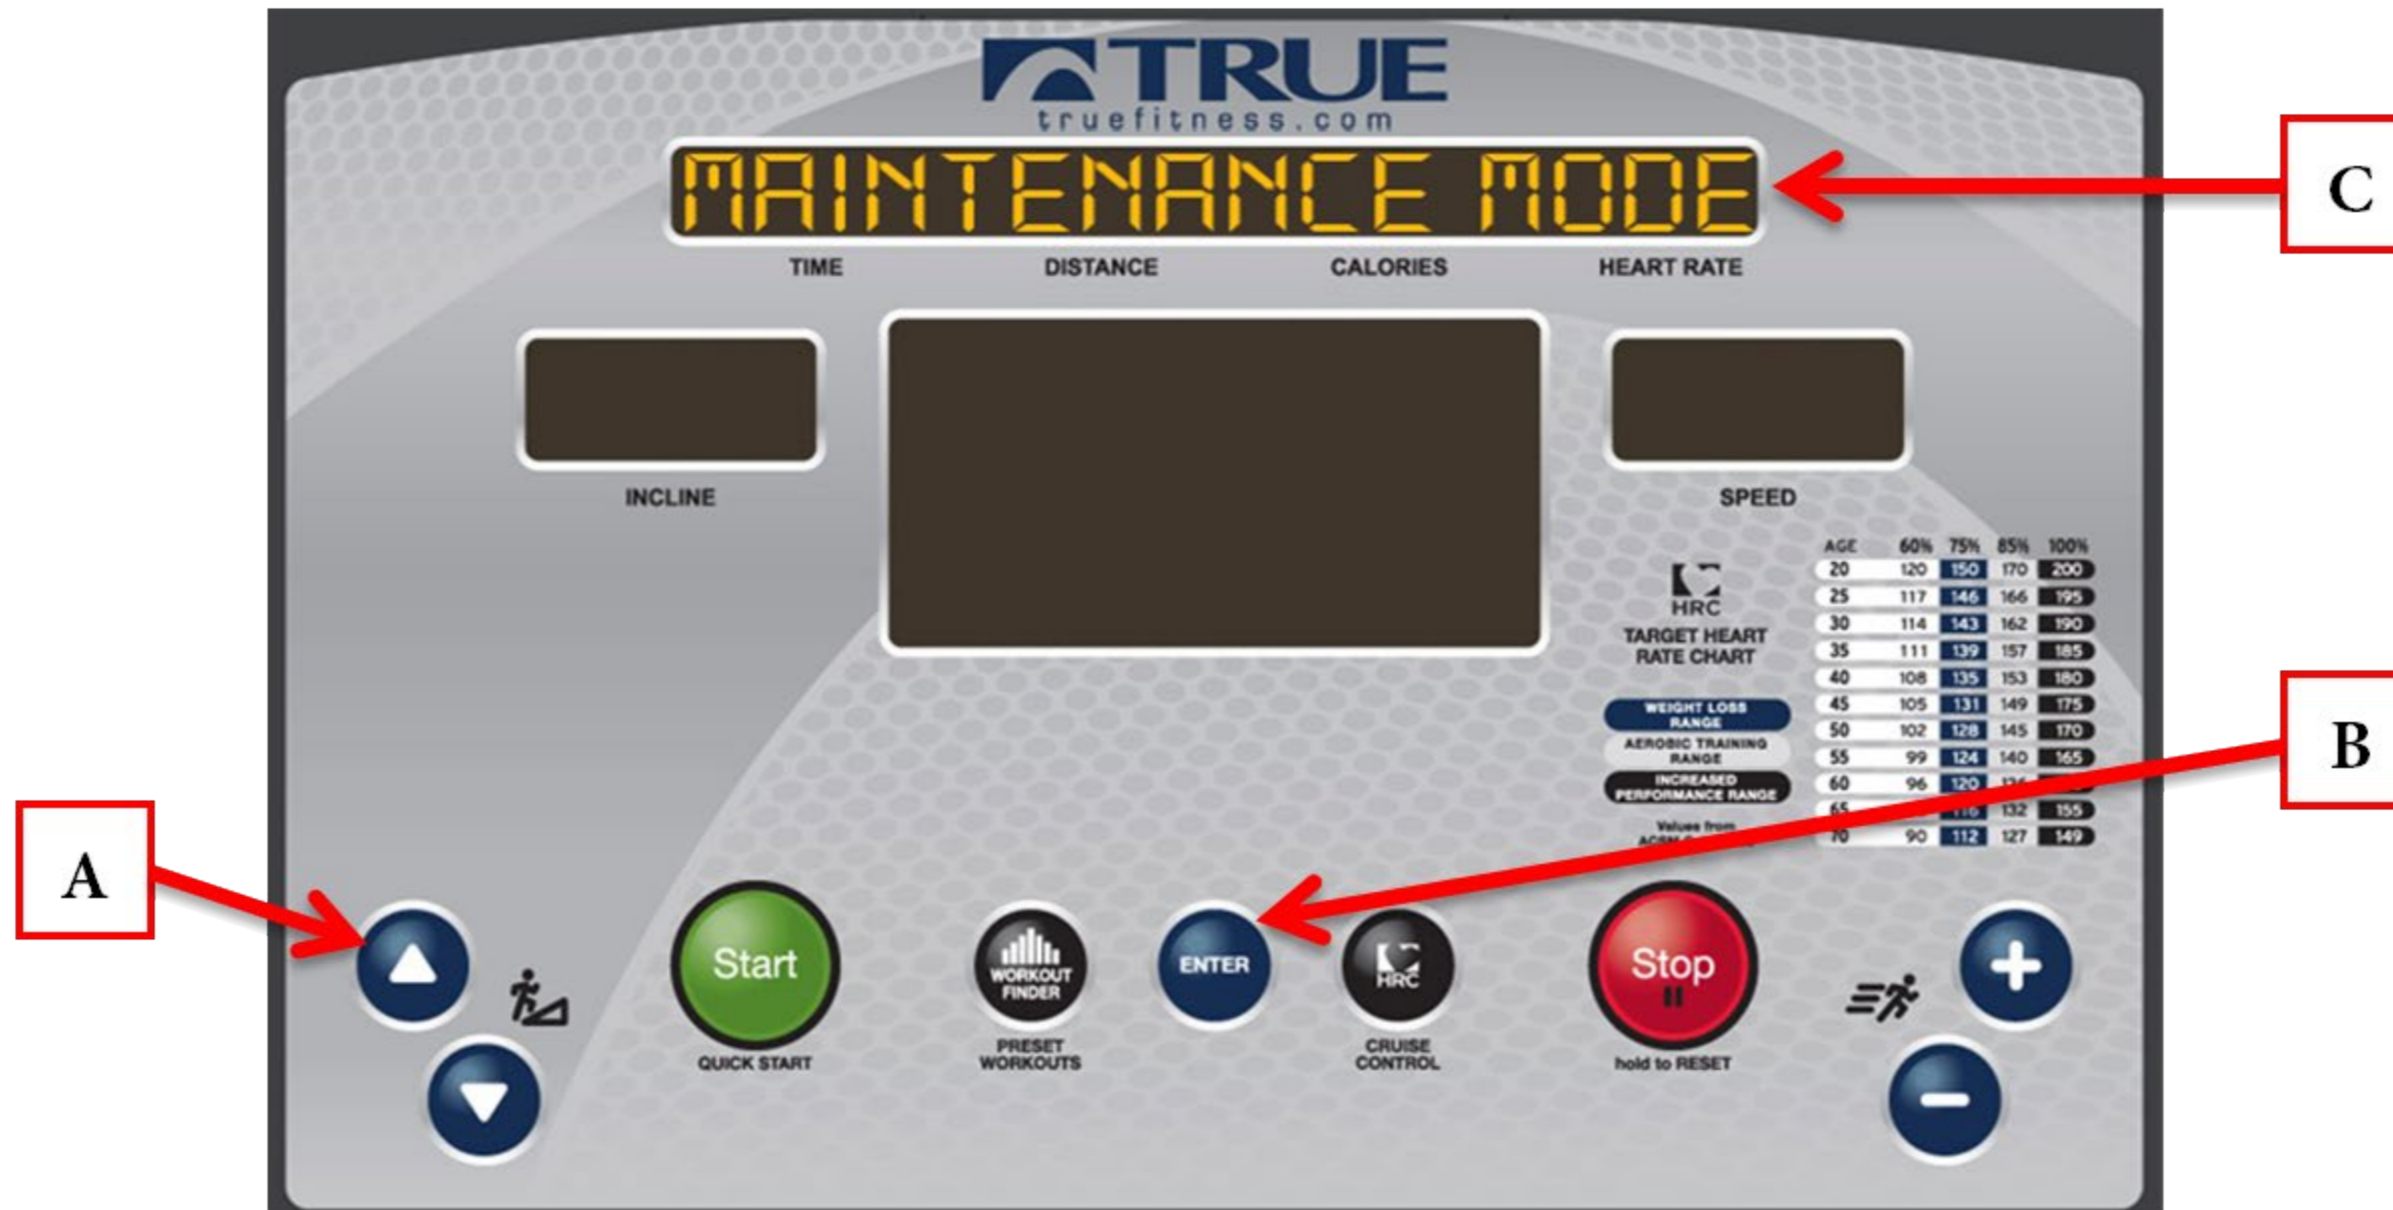 TRUE
truefitness.com
MAINTENANCE MODE
C
TIME DISTANCE CALORIES HEART RATE
INCLINE
SPEED
HRC
TARGET HEART
RATE CHART
WEIGHT LOSS
RANGE
AEROBIC TRAINING
RANGE
INCREASED
PERFORMANCE RANGE
Values from
AGE 60% 75% 85% 100%
20 120 150 170 200
25 117 146 166 195
30 114 143 162 190
35 111 139 157 185
40 108 135 153 180
45 105 131 149 175
50 102 128 145 170
55 99 124 140 165
60 96 120
65 116 132 155
70 90 112 127 149
B
A
Start
QUICK START
WORKOUT
FINDER
PRESET
WORKOUTS
ENTER
HRC
CRUISE
CONTROL
Stop
hold to RESET